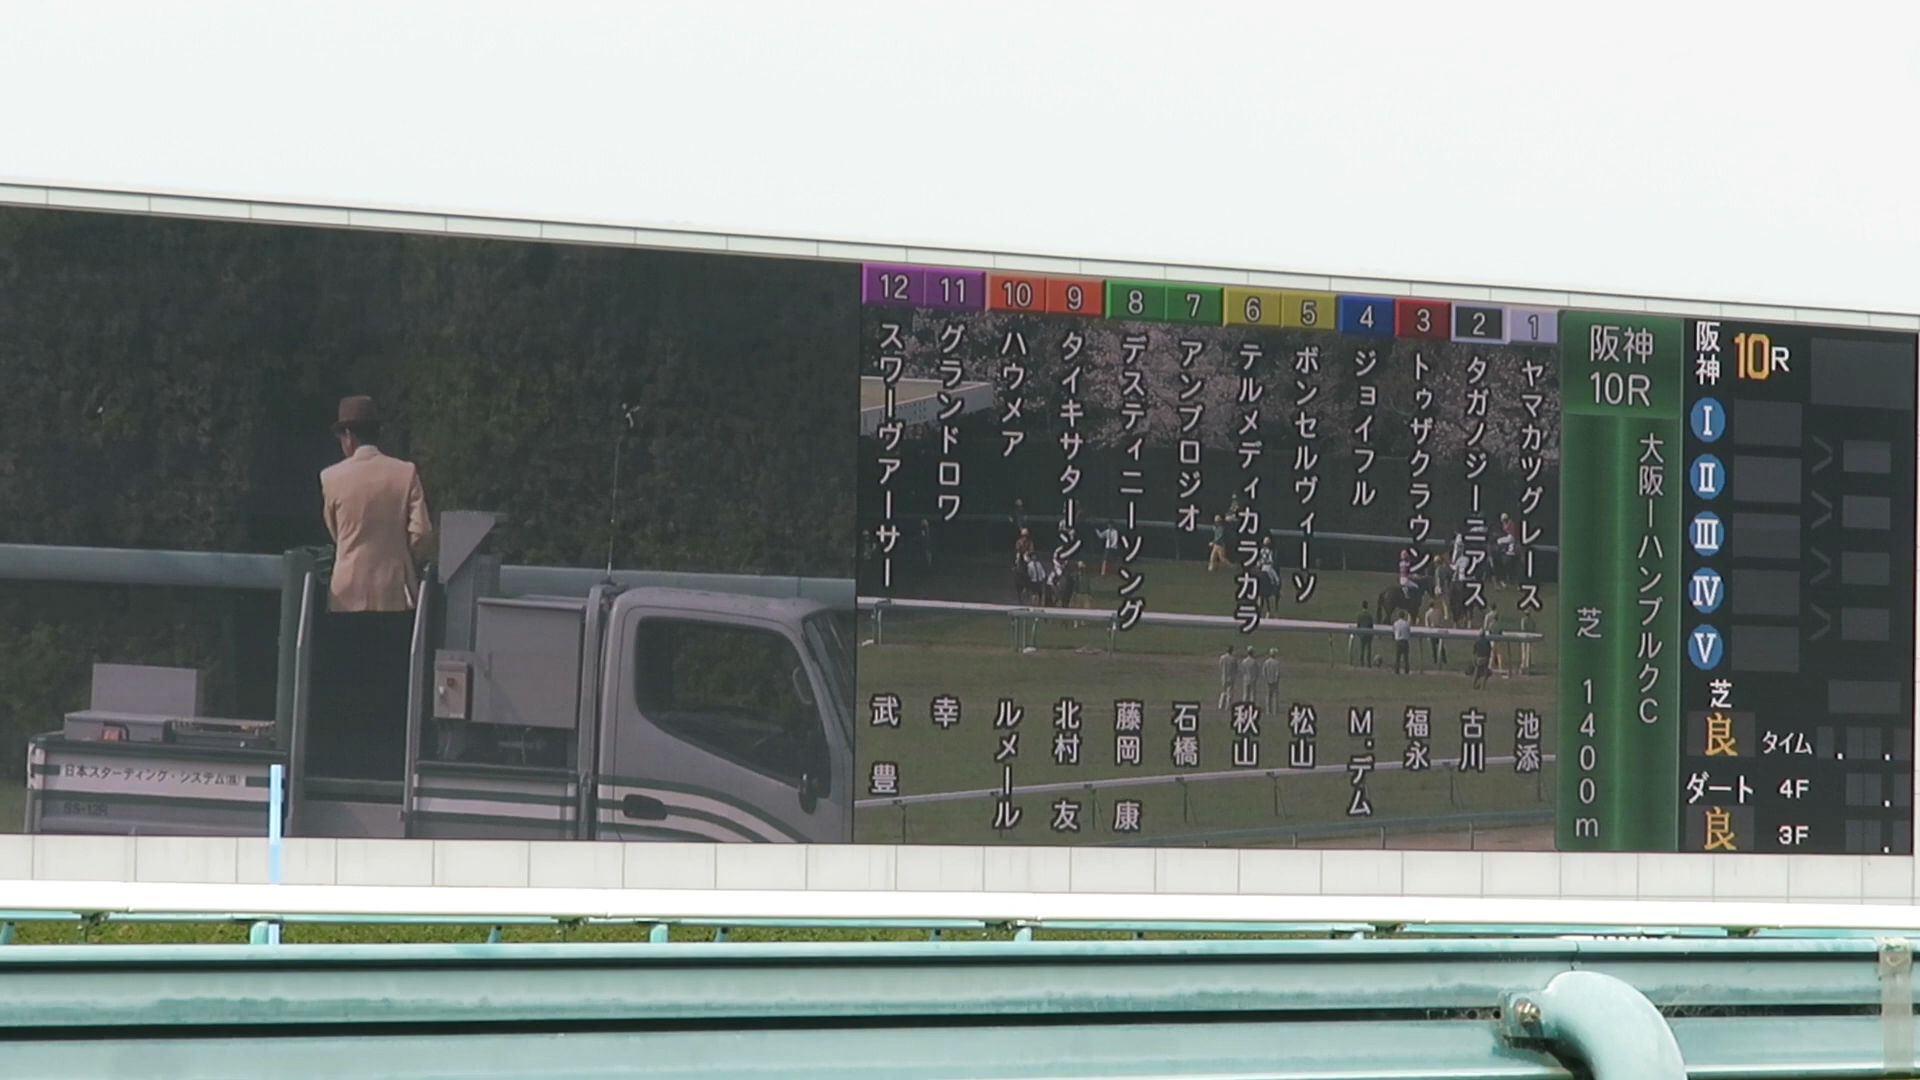 阪神
10R
大阪ーハンブルクC
芝 1400m
1 ヤマカツグレース 池添
2 タガノジーニアス 古川
3 トゥザクラウン 福永
4 ジョイフル M.デム
5 ボンセルヴィーソ 松山
6 テルメディカラカラ 秋山
7 アンブロジオ 石橋
8 デスティニーソング 藤岡 康
9 タイキサターン 北村 友
10 ハウメア ルメール
11 グランドロワ 幸
12 スワーヴアーサー 武 豊
阪神 10R
I
II
III
IV
V
芝
良 タイム
ダート 4F
良 3F
日本スターティング・システム(株)
SS-12R